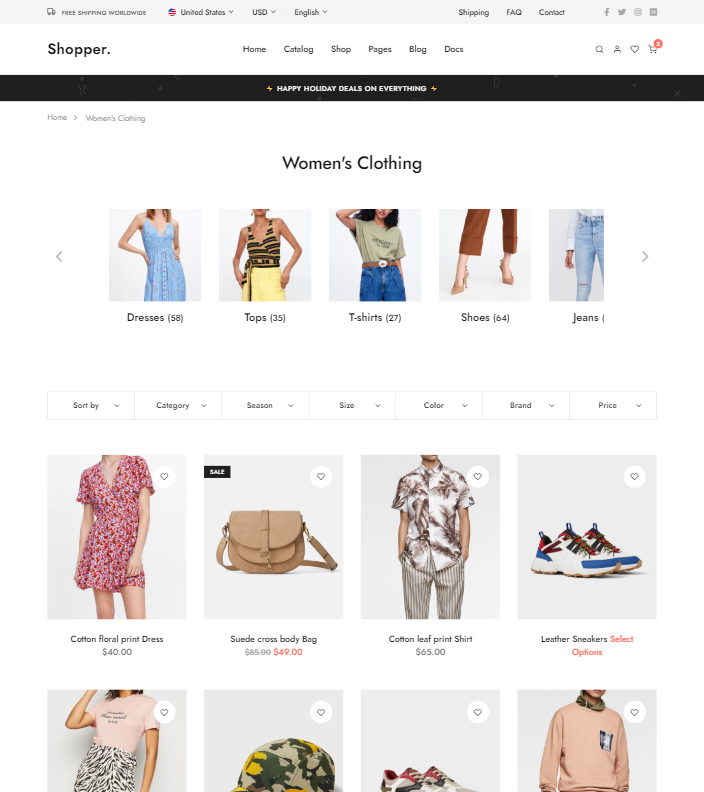 FREE SHIPPING WORLDWIDE United States USD English Shipping FAQ Contact
Shopper. Home Catalog Shop Pages Blog Docs 2
⚡ HAPPY HOLIDAY DEALS ON EVERYTHING ⚡
Home > Women's Clothing
Women's Clothing
Dresses (58) Tops (35) T-shirts (27) Shoes (64) Jeans (
Sort by Category Season Size Color Brand Price
SALE
Cotton floral print Dress
$40.00
Suede cross body Bag
$85.00 $49.00
Cotton leaf print Shirt
$65.00
Leather Sneakers Select
Options